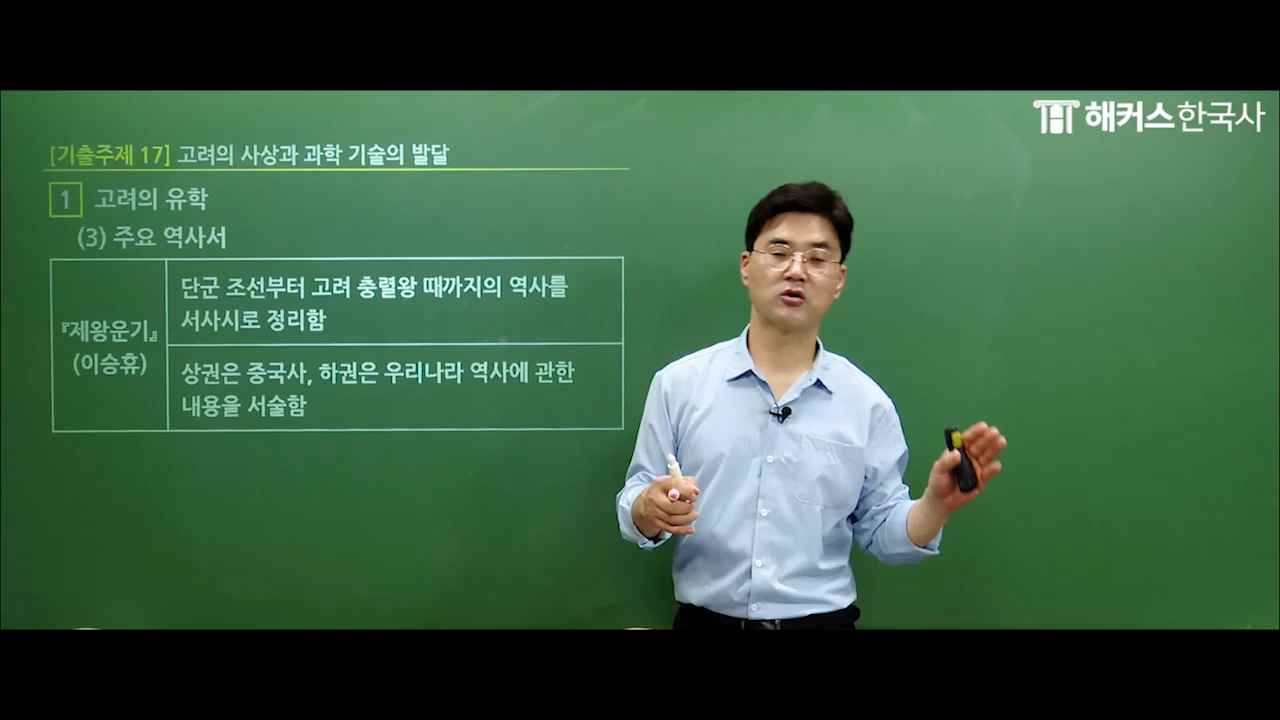 해커스한국사
[기출주제 17] 고려의 사상과 과학 기술의 발달
1 고려의 유학
(3) 주요 역사서
『제왕운기』
(이승휴)
단군 조선부터 고려 충렬왕 때까지의 역사를
서사시로 정리함
상권은 중국사, 하권은 우리나라 역사에 관한
내용을 서술함